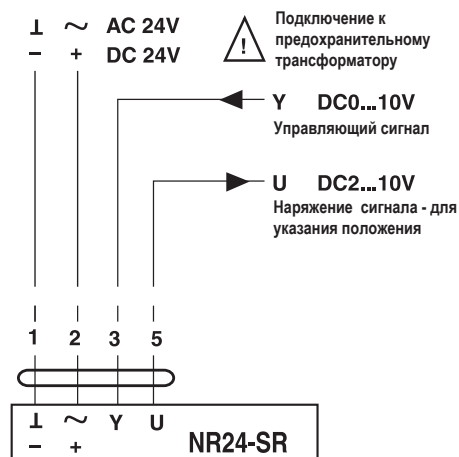 ⊥ ~ AC 24V
– + DC 24V
!
Подключение к
предохранительному
трансформатору
Y DC0...10V
Управляющий сигнал
U DC2...10V
Наряжение сигнала - для
указания положения
1 2 3 5
⊥ ~ Y U
– +
NR24-SR